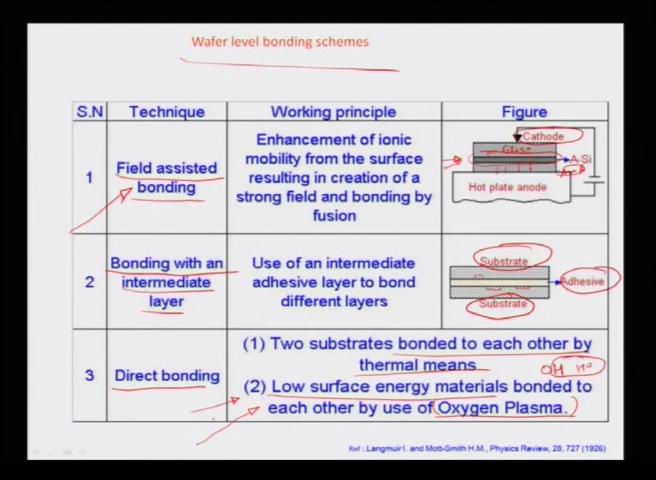 Wafer level bonding schemes
S.N Technique Working principle Figure
1
Field assisted
bonding
Enhancement of ionic
mobility from the surface
resulting in creation of a
strong field and bonding by
fusion
Cathode
Glass
A-Si
Hot plate anode
2
Bonding with an
intermediate
layer
Use of an intermediate
adhesive layer to bond
different layers
Substrate
Adhesive
Substrate
3
Direct bonding
(1) Two substrates bonded to each other by
thermal means
OH HO
(2) Low surface energy materials bonded to
each other by use of Oxygen Plasma.
Ref : Langmuir I. and Mott-Smith H.M., Physics Review, 28, 727 (1926)